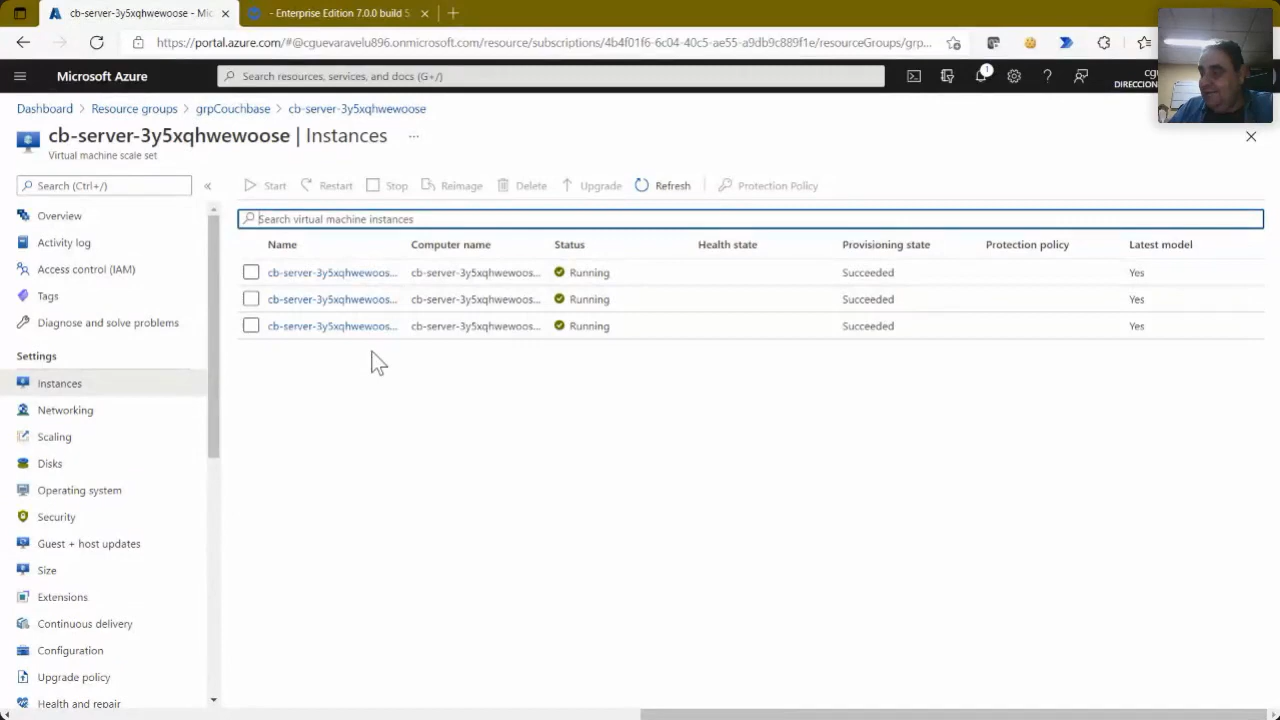 cb-server-3y5xqhwewoose - Mic
- Enterprise Edition 7.0.0 build 5
https://portal.azure.com/#@cguevaravelu896.onmicrosoft.com/resource/subscriptions/4b4f01f6-6c04-40c5-ae55-a9db9c889f1e/resourceGroups/grp...
Microsoft Azure
Search resources, services, and docs (G+/)
1
cg
DIRECCION
Dashboard > Resource groups > grpCouchbase > cb-server-3y5xqhwewoose
cb-server-3y5xqhwewoose | Instances ...
Virtual machine scale set
Search (Ctrl+/)
Start Restart Stop Reimage Delete Upgrade Refresh Protection Policy
Search virtual machine instances
Name Computer name Status Health state Provisioning state Protection policy Latest model
cb-server-3y5xqhwewoos... cb-server-3y5xqhwewoos... Running Succeeded Yes
cb-server-3y5xqhwewoos... cb-server-3y5xqhwewoos... Running Succeeded Yes
cb-server-3y5xqhwewoos... cb-server-3y5xqhwewoos... Running Succeeded Yes
Overview
Activity log
Access control (IAM)
Tags
Diagnose and solve problems
Settings
Instances
Networking
Scaling
Disks
Operating system
Security
Guest + host updates
Size
Extensions
Continuous delivery
Configuration
Upgrade policy
Health and repair